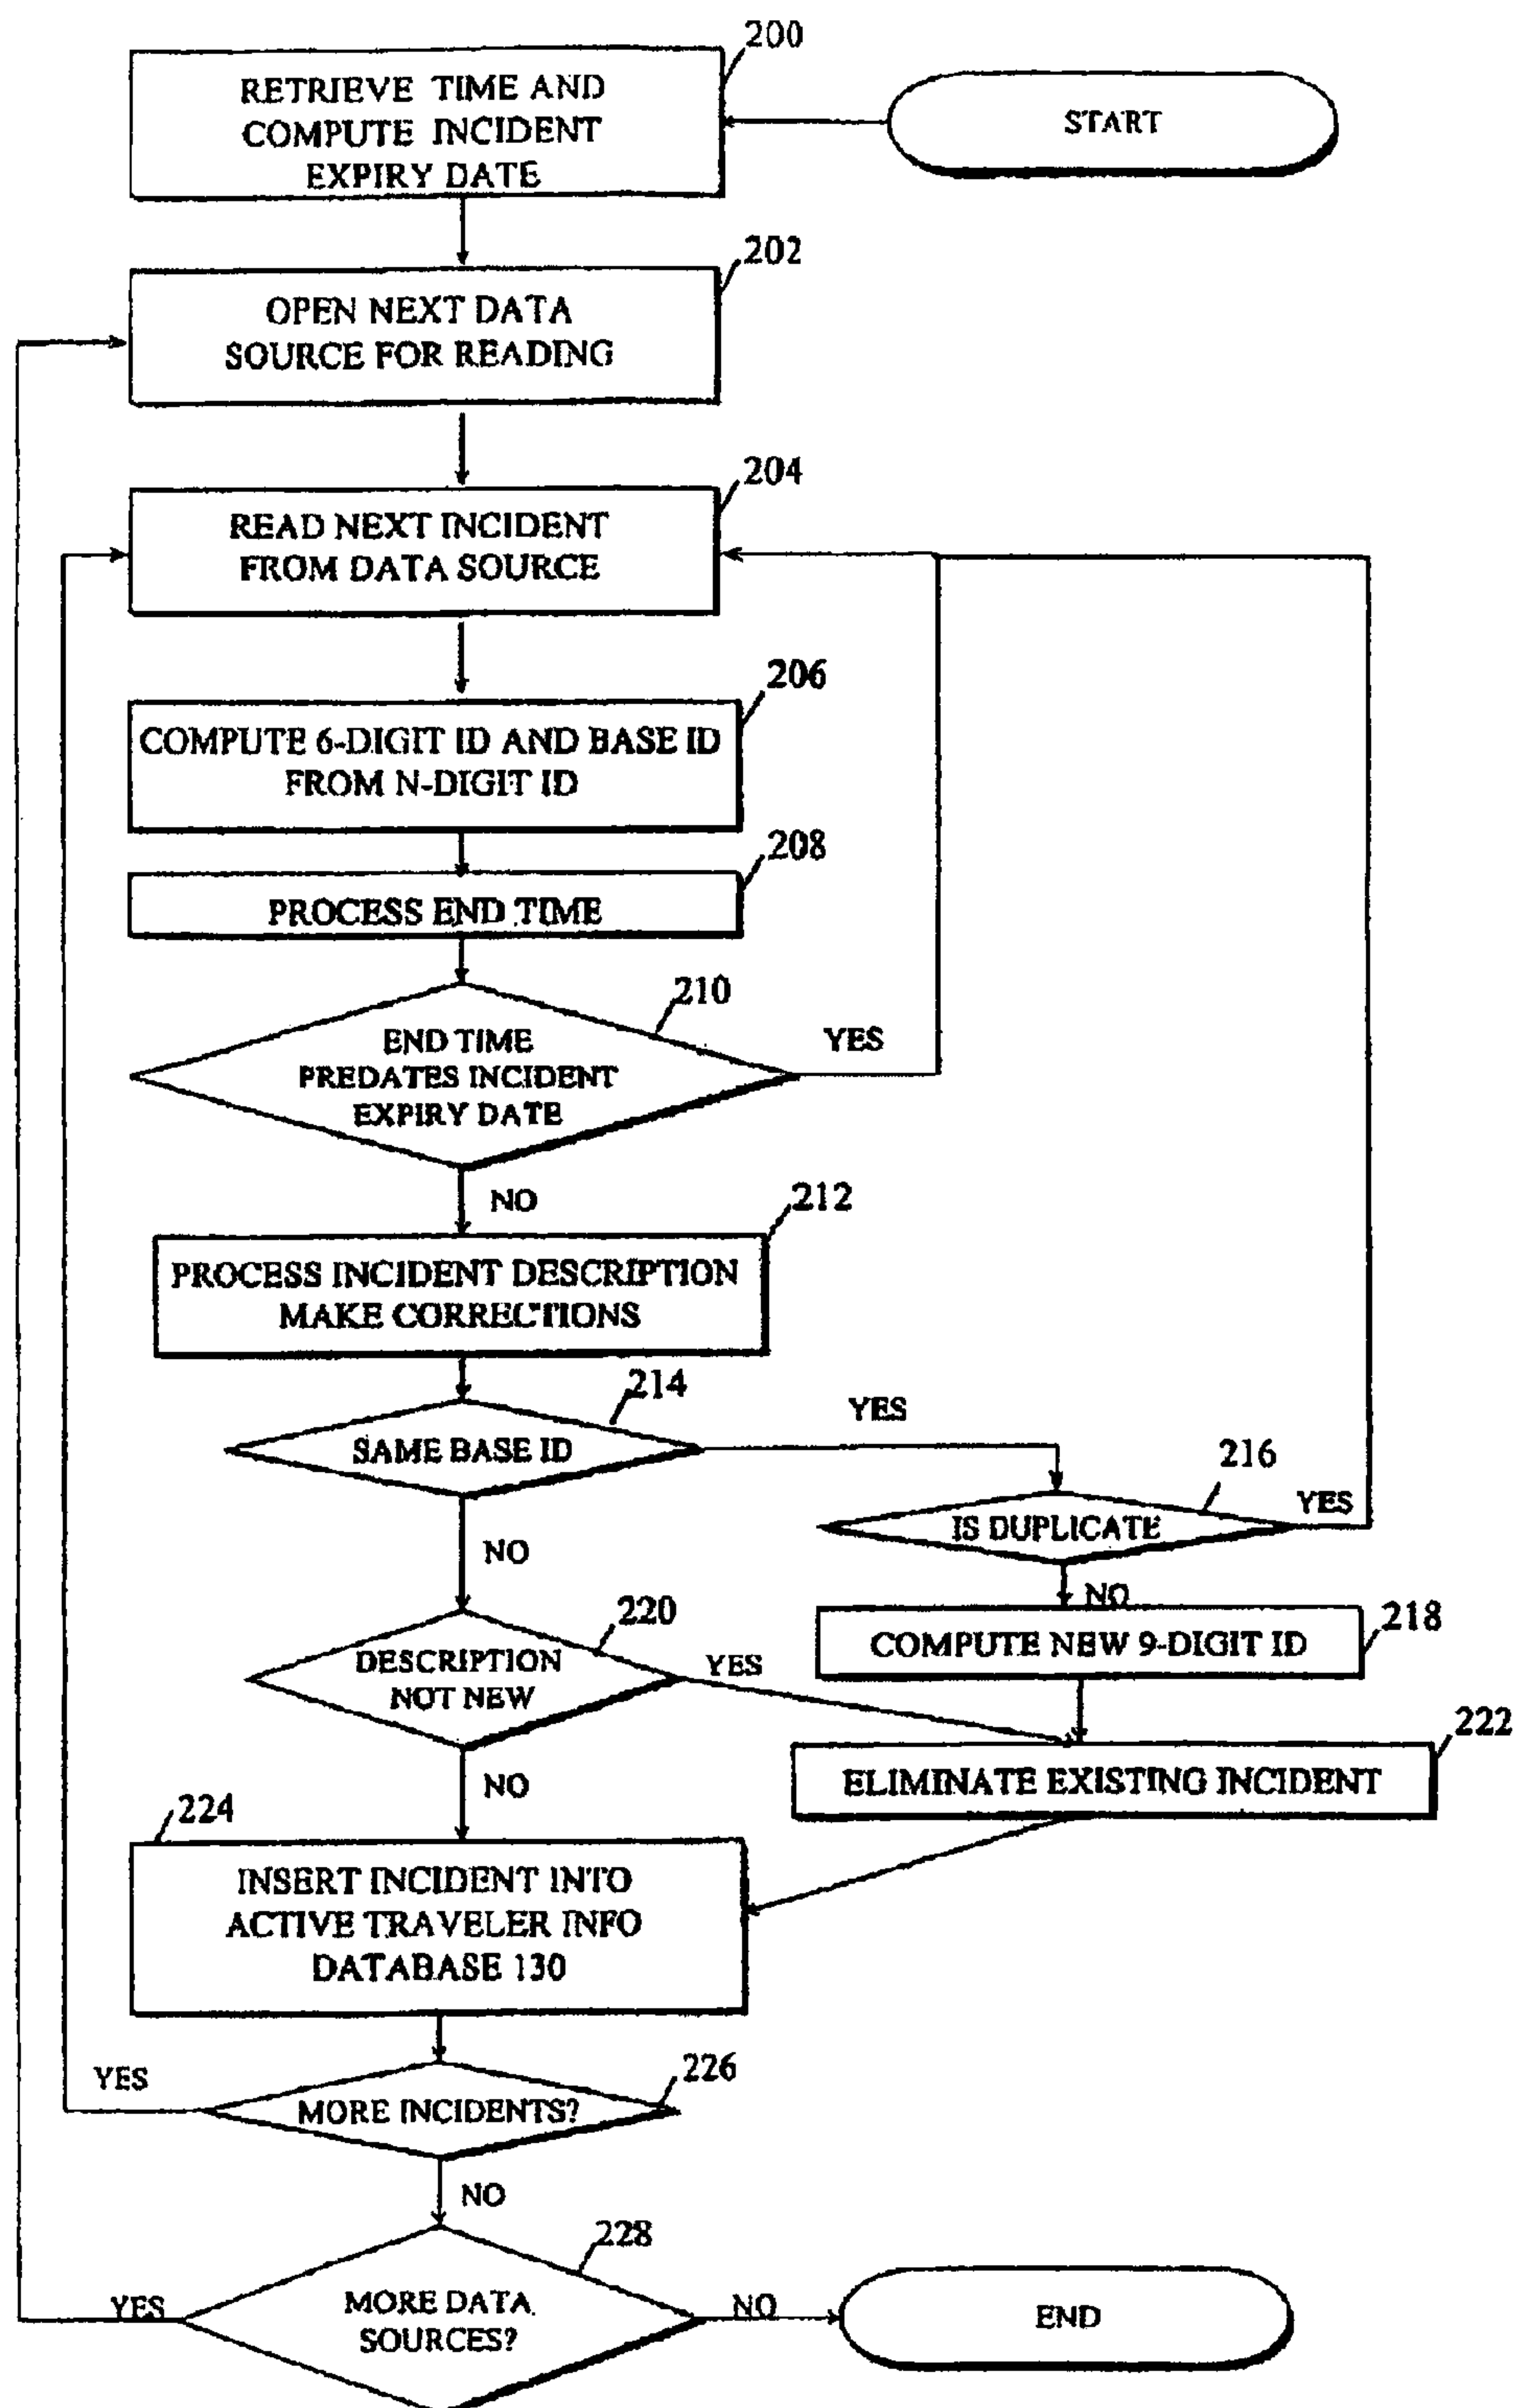 200
RETRIEVE TIME AND
COMPUTE INCIDENT
EXPIRY DATE
START
202
OPEN NEXT DATA
SOURCE FOR READING
204
READ NEXT INCIDENT
FROM DATA SOURCE
206
COMPUTE 6-DIGIT ID AND BASE ID
FROM N-DIGIT ID
208
PROCESS END TIME
210
END TIME
PREDATES INCIDENT
EXPIRY DATE
YES
NO
212
PROCESS INCIDENT DESCRIPTION
MAKE CORRECTIONS
214
SAME BASE ID
YES
216
IS DUPLICATE
YES
NO
NO
218
COMPUTE NEW 9-DIGIT ID
220
DESCRIPTION
NOT NEW
YES
222
ELIMINATE EXISTING INCIDENT
NO
224
INSERT INCIDENT INTO
ACTIVE TRAVELER INFO
DATABASE 130
226
MORE INCIDENTS?
YES
NO
228
MORE DATA
SOURCES?
YES
NO
END